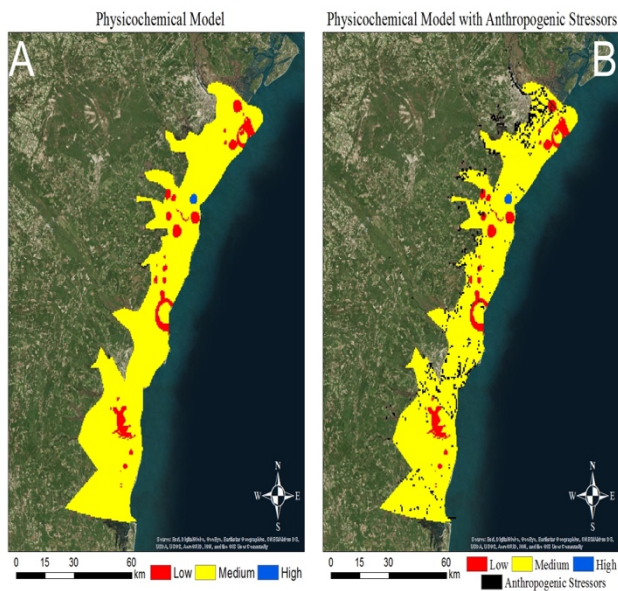 Physicochemical Model
Physicochemical Model with Anthropogenic Stressors
A
B
N
W E
S
N
W E
S
0 15 30 60
km
Low Medium High
0 15 30 60
km
Low Medium High
Anthropogenic Stressors